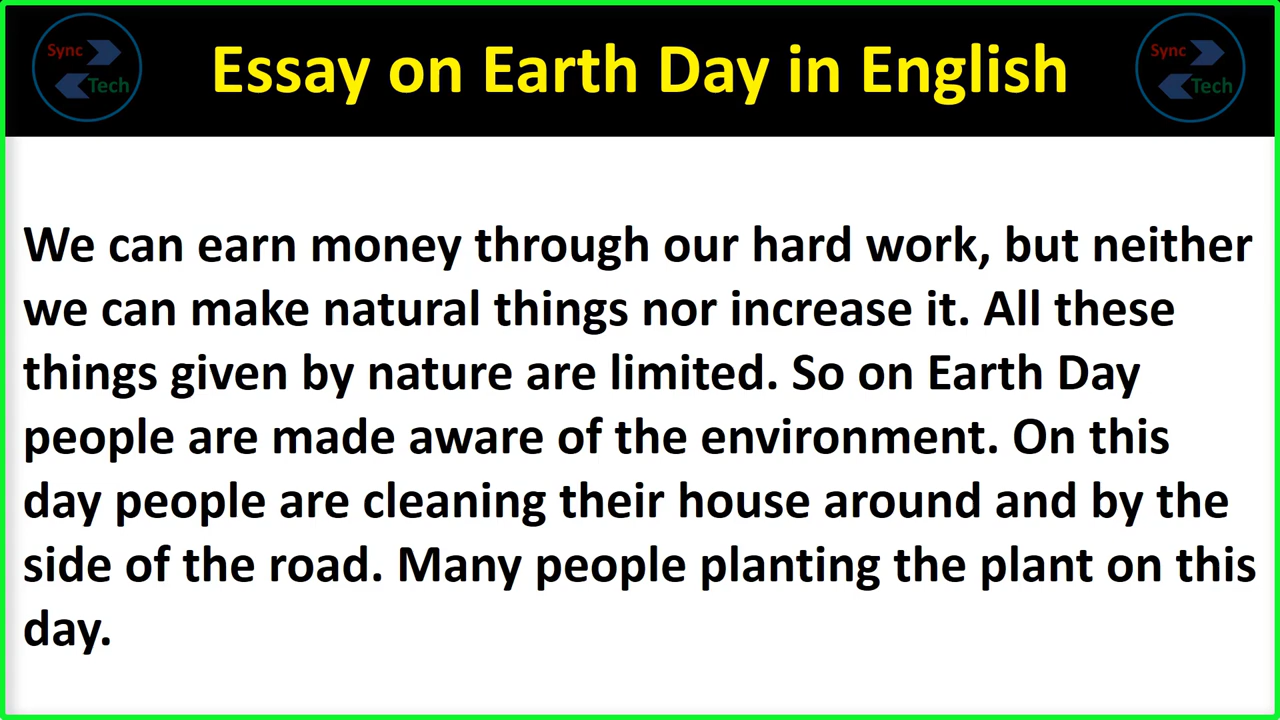 Sync
Tech
Essay on Earth Day in English
Sync
Tech
We can earn money through our hard work, but neither
we can make natural things nor increase it. All these
things given by nature are limited. So on Earth Day
people are made aware of the environment. On this
day people are cleaning their house around and by the
side of the road. Many people planting the plant on this
day.